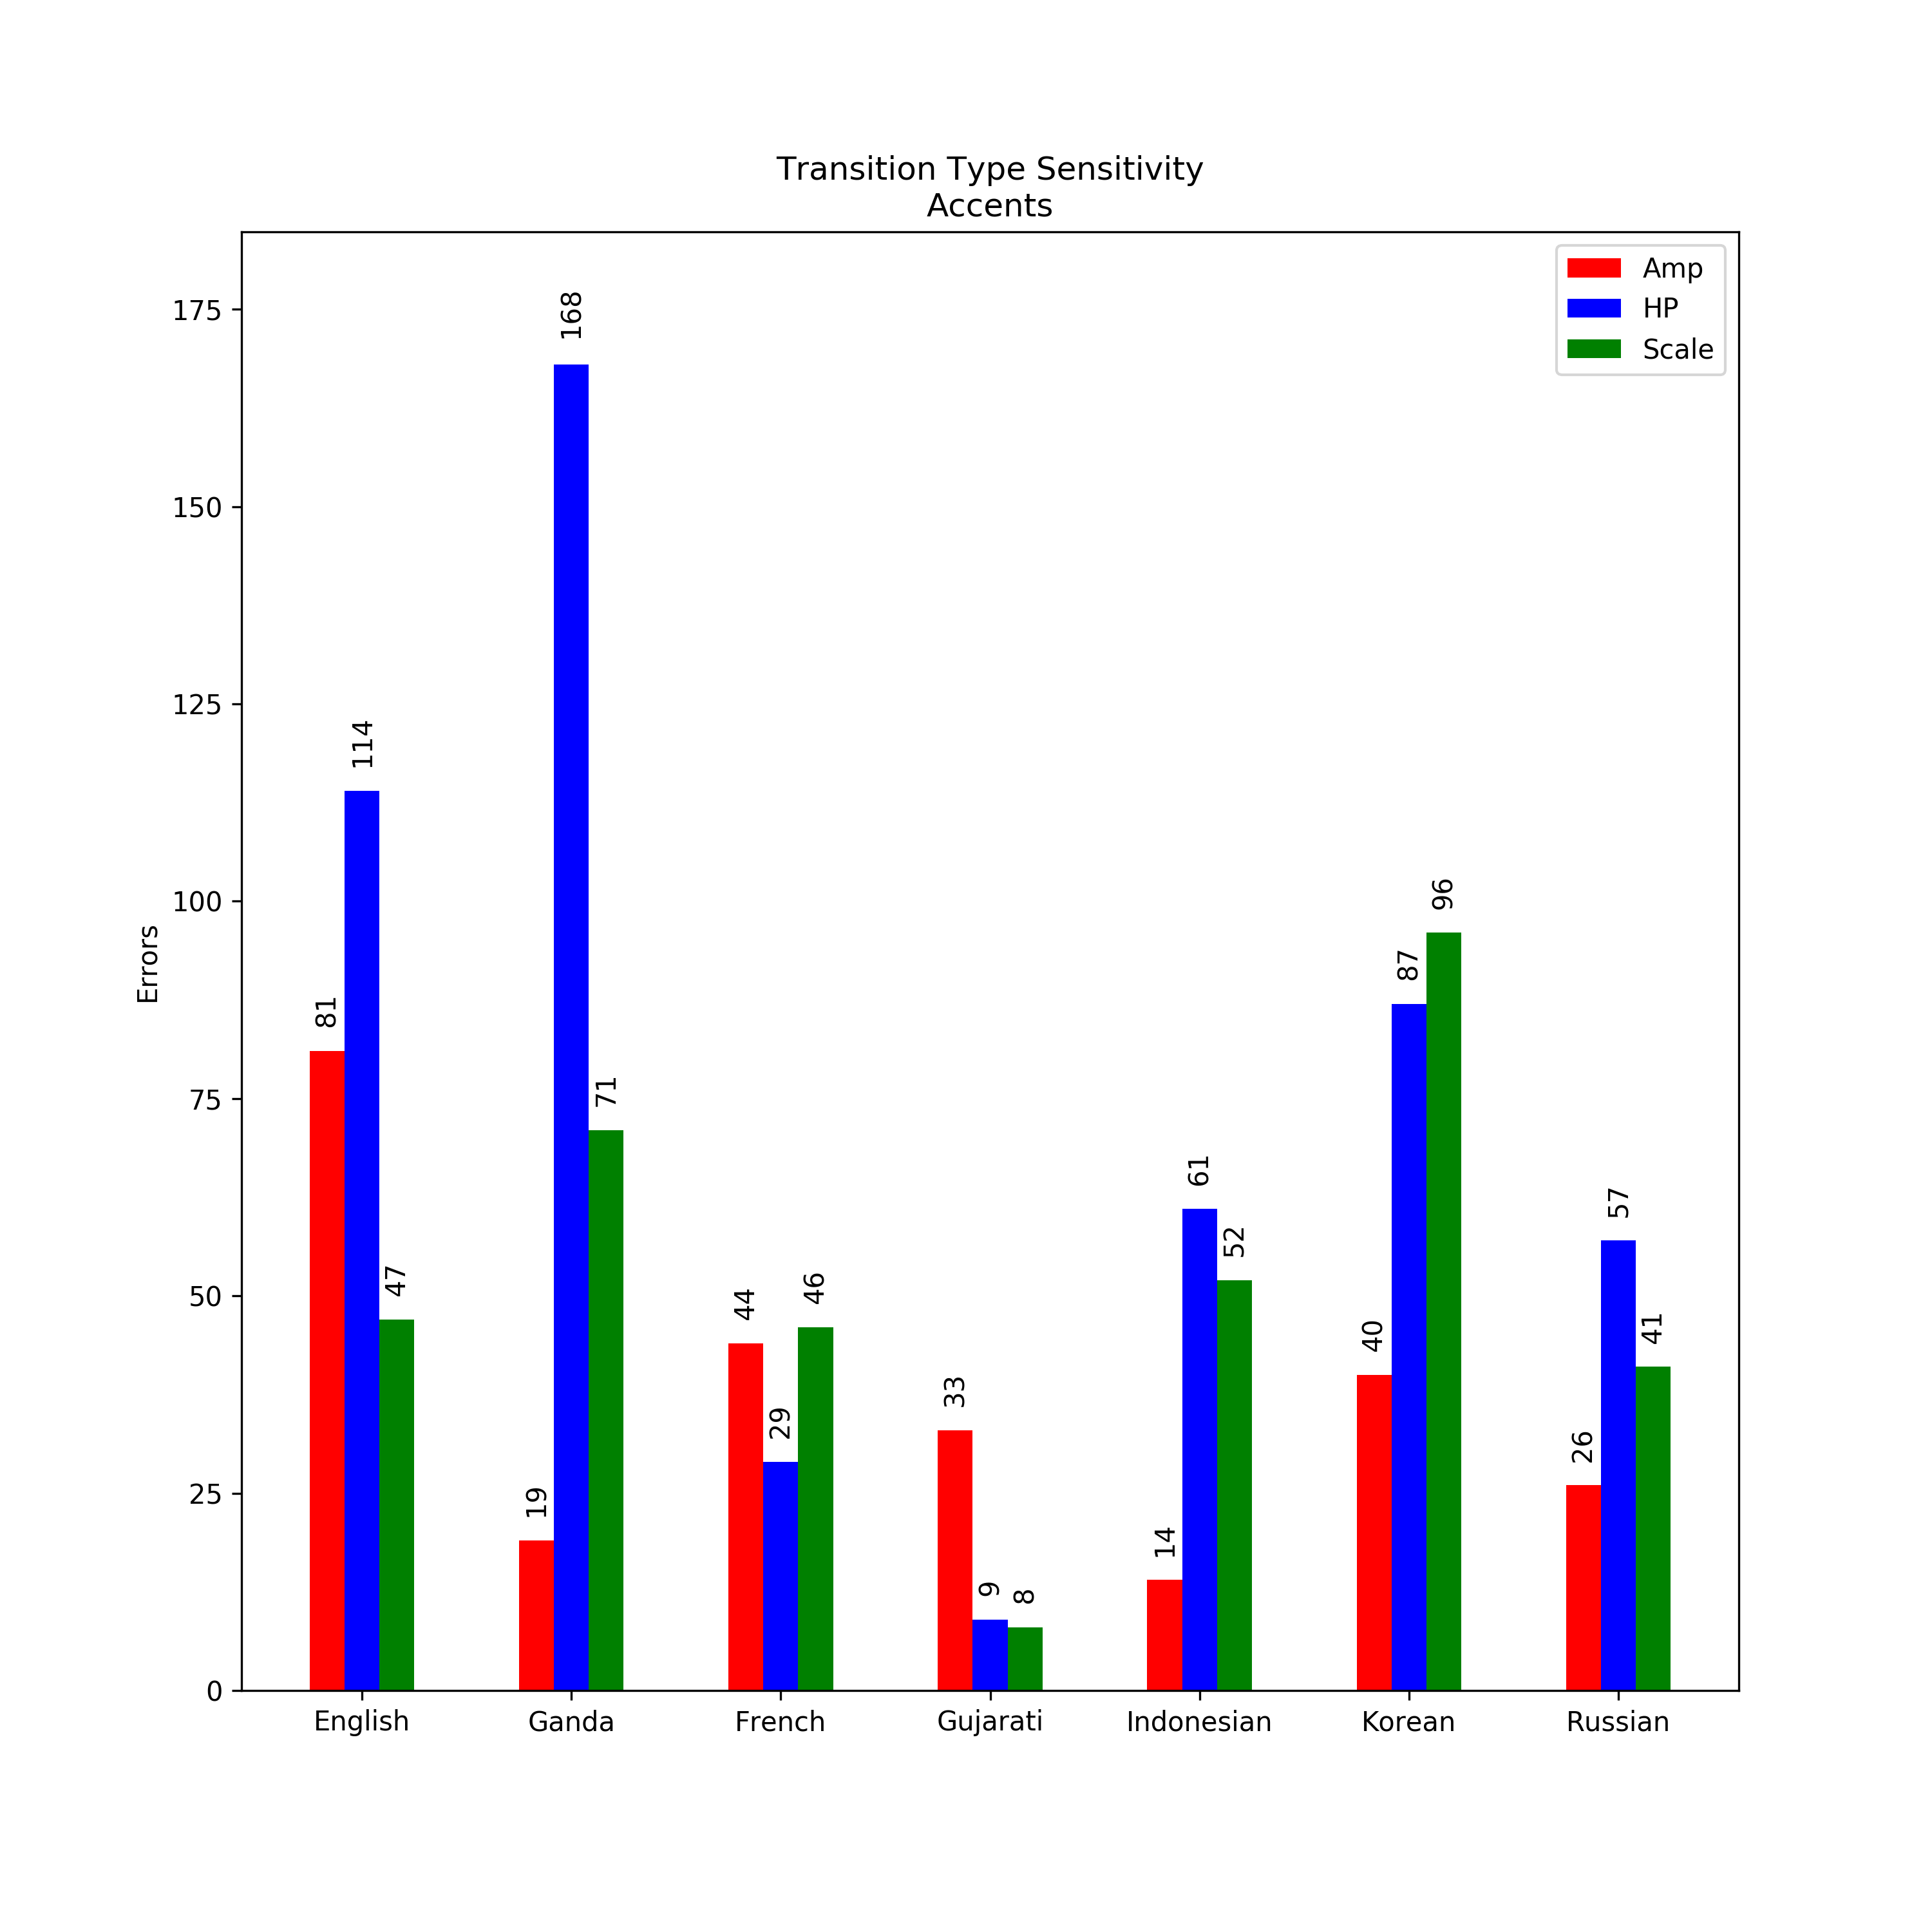 Transition Type Sensitivity
Accents
Amp
HP
Scale
Errors
175
150
125
100
75
50
25
0
81
114
47
19
168
71
44
29
46
33
9
8
14
61
52
40
87
96
26
57
41
English
Ganda
French
Gujarati
Indonesian
Korean
Russian